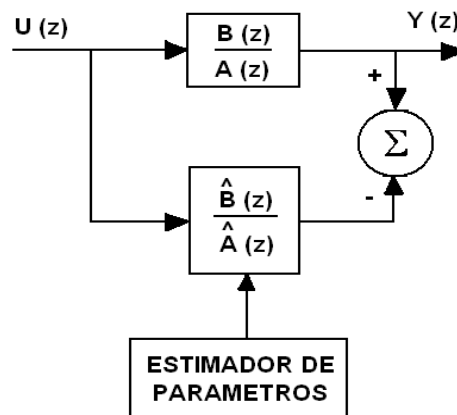 U (z)
B (z)
A (z)
Y (z)
+
Σ
-
^
B (z)
^
A (z)
ESTIMADOR DE
PARAMETROS